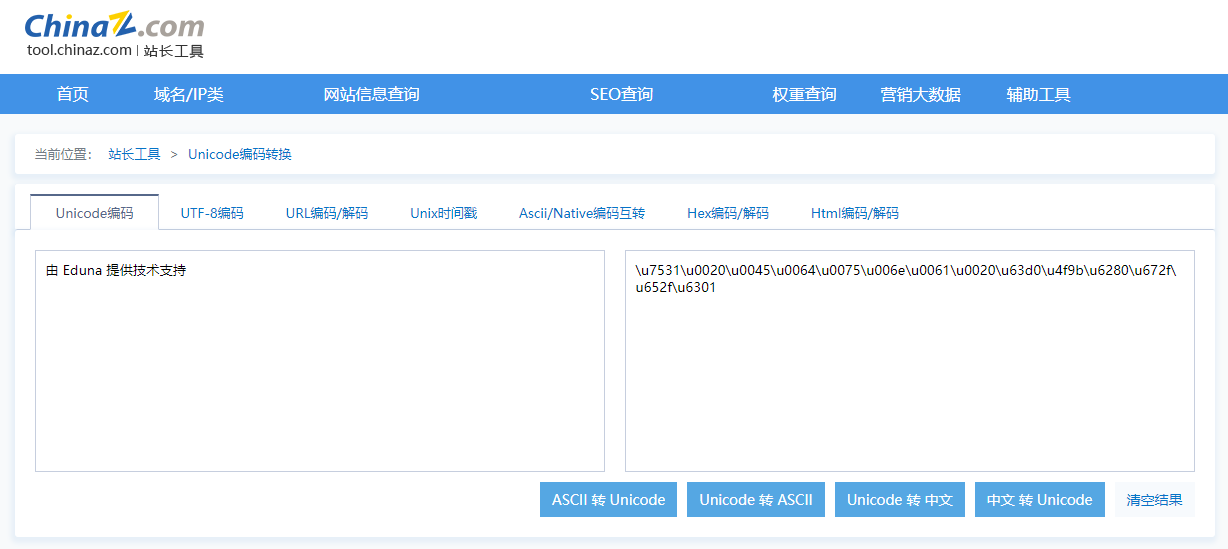 ChinaZ.com
tool.chinaz.com | 站长工具
首页 域名/IP类 网站信息查询 SEO查询 权重查询 营销大数据 辅助工具
当前位置： 站长工具 > Unicode编码转换
Unicode编码 UTF-8编码 URL编码/解码 Unix时间戳 Ascii/Native编码互转 Hex编码/解码 Html编码/解码
由 Eduna 提供技术支持
\u7531\u0020\u0045\u0064\u0075\u006e\u0061\u0020\u63d0\u4f9b\u6280\u672f\
u652f\u6301
ASCII 转 Unicode Unicode 转 ASCII Unicode 转 中文 中文 转 Unicode 清空结果